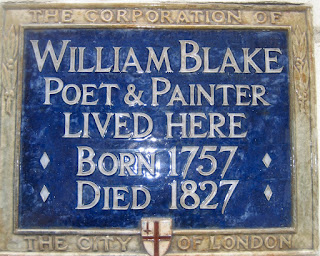 THE CORPORATION OF
WILLIAM BLAKE
POET & PAINTER
LIVED HERE
BORN 1757
DIED 1827
THE CITY OF LONDON